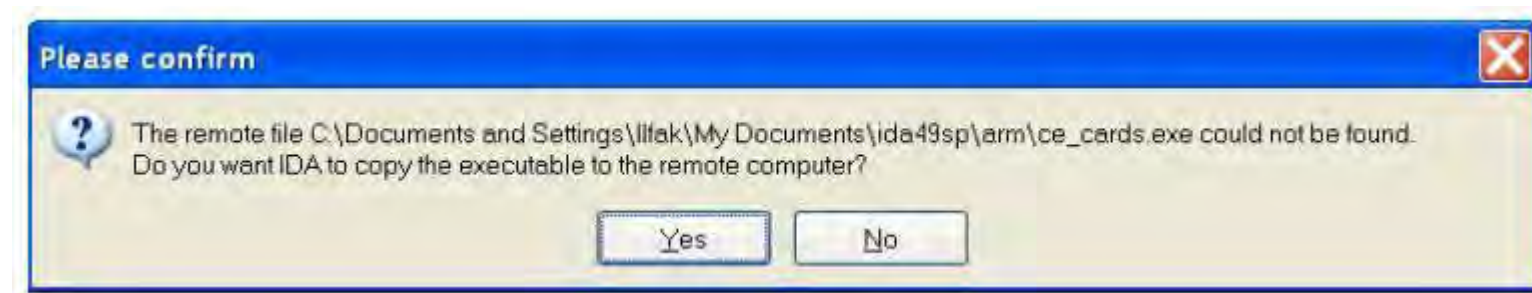 Please confirm
The remote file C:\Documents and Settings\Ilfak\My Documents\ida49sp\arm\ce_cards.exe could not be found.
Do you want IDA to copy the executable to the remote computer?
Yes No